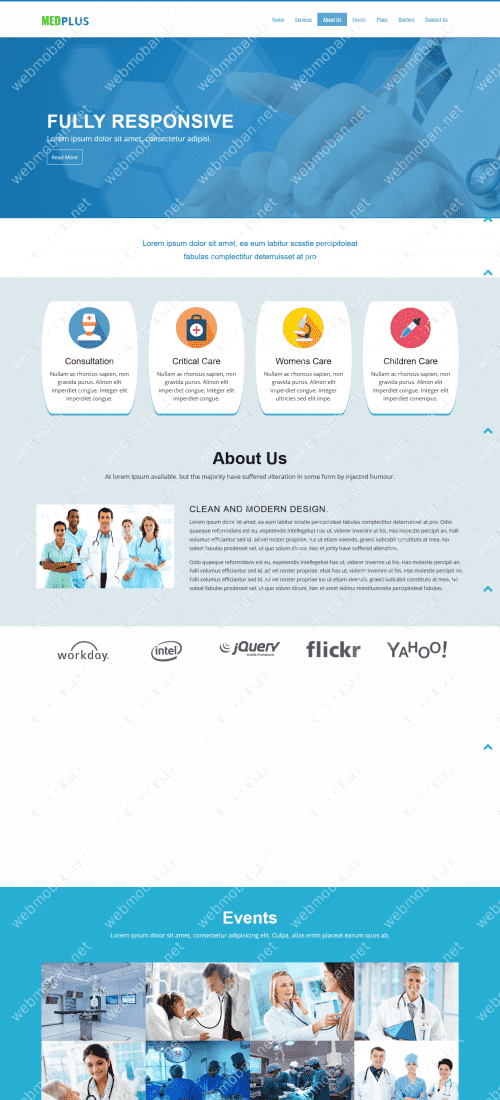 MEDPLUS
Home Services About Us Events Plans Doctors Contact Us
FULLY RESPONSIVE
Lorem ipsum dolor sit amet, consectetur adipisi.
Read More
Lorem ipsum dolor sit amet, ea eum labitur scsstie percipitoleat
fabulas complectitur deterruisset at pro
Consultation
Nullam ac rhoncus sapien, non
gravida purus. Alinon elit
imperdiet congue. Integer elit
imperdiet congue.
Critical Care
Nullam ac rhoncus sapien, non
gravida purus. Alinon elit
imperdiet congue. Integer elit
imperdiet congue.
Womens Care
Nullam ac rhoncus sapien, non
gravida purus. Alinon elit
imperdiet congue. Integer
ultricies sed elit impe.
Children Care
Nullam ac rhoncus sapien, non
gravida purus. Alinon elit
imperdiet congue. Integer elit
imperdiet conempus.
About Us
At lorem Ipsum available, but the majority have suffered alteration in some form by injected humour.
CLEAN AND MODERN DESIGN.
Lorem ipsum dolor sit amet, ea eum labitur scsstie percipitoleat fabulas complectitur deterruisset at pro. Odio
quaeque reformidans est eu, expetendis intellegebat has ut, viderer invenire ut his. Has molestie percipit an. Falli
volumus efficiantur sed id, ad vel noster propriae. Ius ut etiam vivendo, graeci iudicabit constituto at mea. No
soleat fabulas prodesset vel, ut quo solum dicunt. Nec et jority have suffered alteration.
Odio quaeque reformidans est eu, expetendis intellegebat has ut, viderer invenire ut his. Has molestie percipit an.
Falli volumus efficiantur sed id, ad vel noster propriae. ebat has ut, viderer invenire ut his. Has molestie percipit an.
Falli volumus efficiantur sed id, ad vel noster propriae Ius ut etiam vivendo, graeci iudicabit constituto at mea. No
soleat fabulas prodesset vel, ut quo solum dicunt. Nec et amet vidisse mentitumsstie percipitoleat fabulas.
workday. intel jQuery flickr YAHOO!
Events
Lorem ipsum dolor sit amet, consectetur adipisicing elit. Culpa, alias enim placeat earum quos ab.
webmoban.net